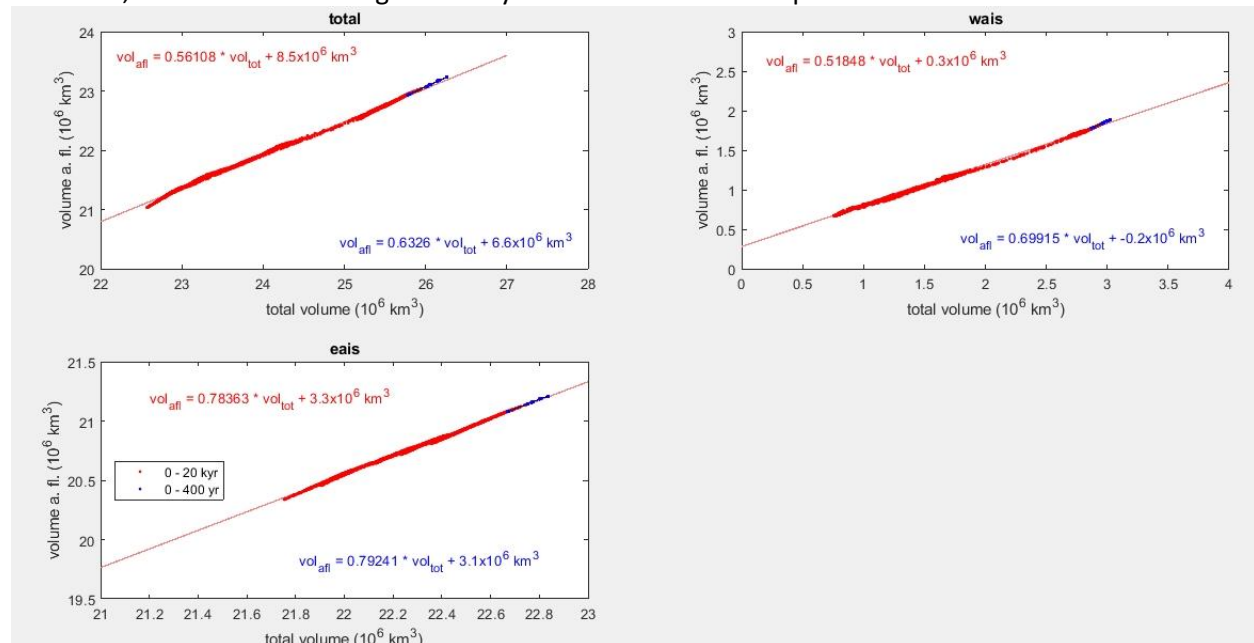 total
vol_afl = 0.56108 * vol_tot + 8.5x10^6 km^3
24
23
22
21
20
volume a. fl. (10^6 km^3)
vol_afl = 0.6326 * vol_tot + 6.6x10^6 km^3
22 23 24 25 26 27 28
total volume (10^6 km^3)
wais
vol_afl = 0.51848 * vol_tot + 0.3x10^6 km^3
3
2.5
2
1.5
1
0.5
0
volume a. fl. (10^6 km^3)
vol_afl = 0.69915 * vol_tot + -0.2x10^6 km^3
0 0.5 1 1.5 2 2.5 3 3.5 4
total volume (10^6 km^3)
eais
vol_afl = 0.78363 * vol_tot + 3.3x10^6 km^3
21.5
21
20.5
20
19.5
volume a. fl. (10^6 km^3)
0 - 20 kyr
0 - 400 yr
vol_afl = 0.79241 * vol_tot + 3.1x10^6 km^3
21 21.2 21.4 21.6 21.8 22 22.2 22.4 22.6 22.8 23
total volume (10^6 km^3)